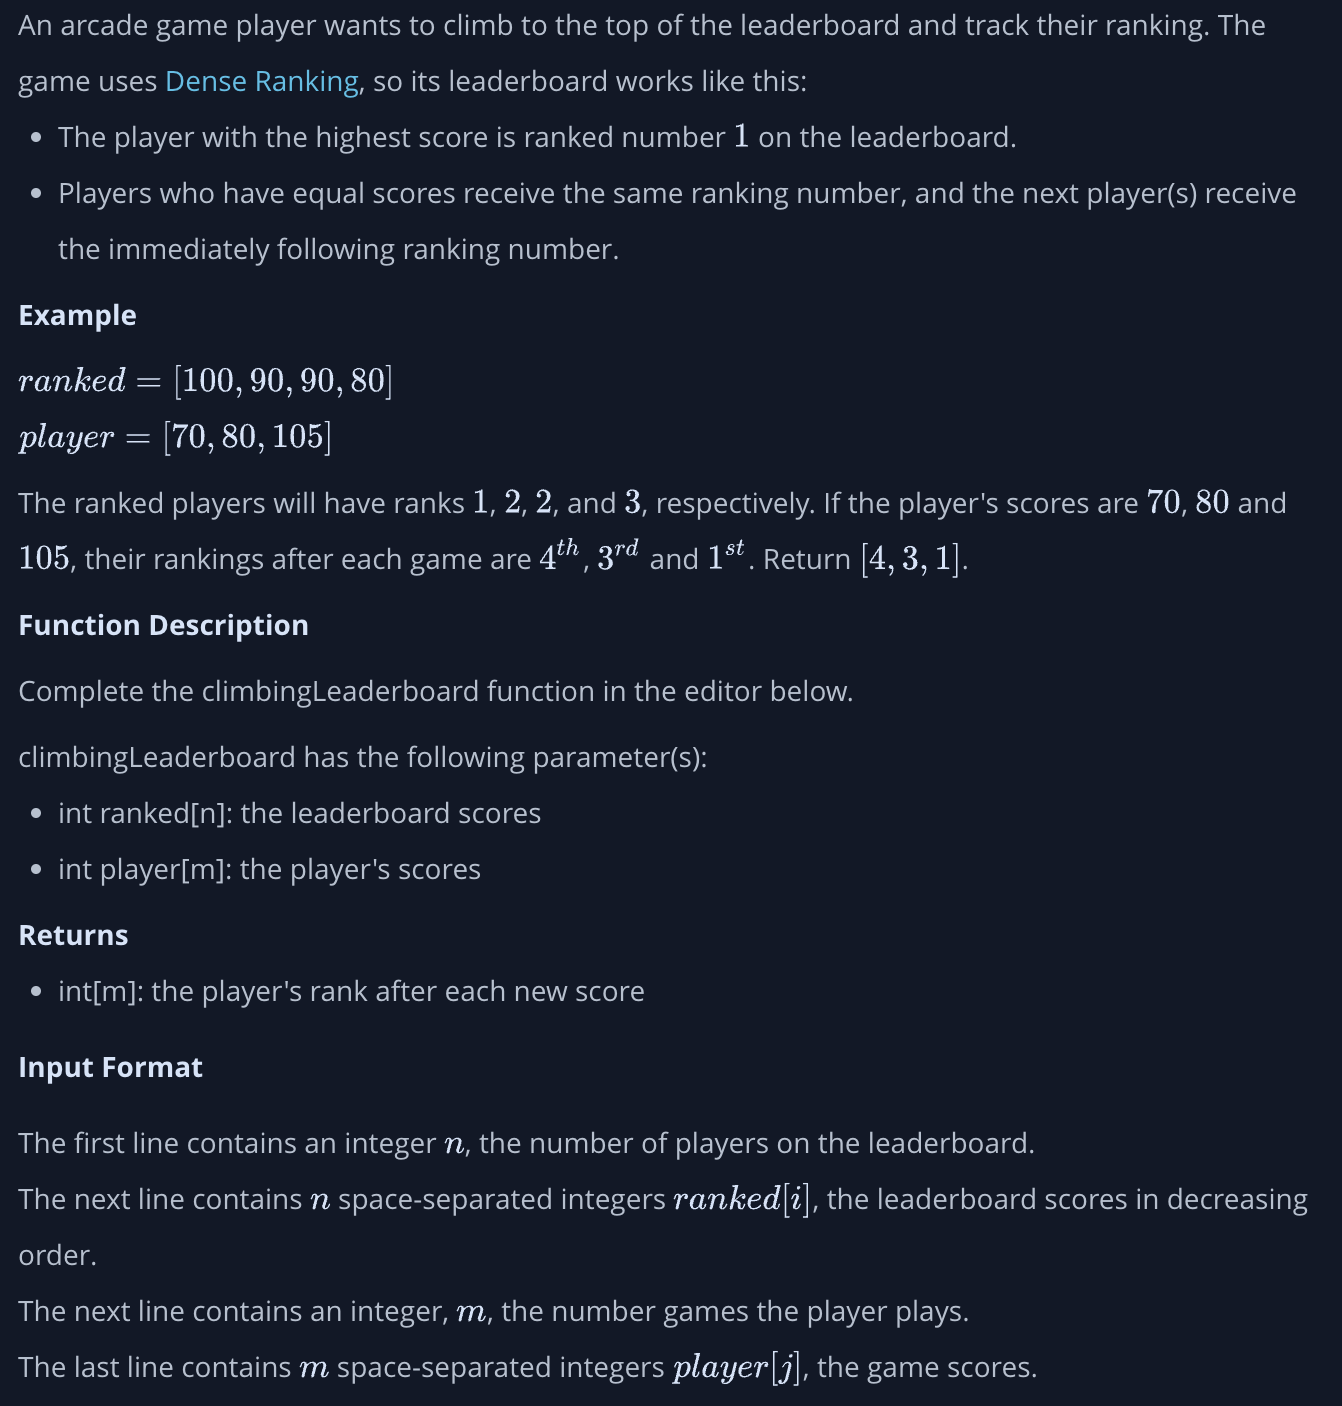 An arcade game player wants to climb to the top of the leaderboard and track their ranking. The
game uses Dense Ranking, so its leaderboard works like this:
• The player with the highest score is ranked number 1 on the leaderboard.
• Players who have equal scores receive the same ranking number, and the next player(s) receive
the immediately following ranking number.
Example
ranked = [100, 90, 90, 80]
player = [70, 80, 105]
The ranked players will have ranks 1, 2, 2, and 3, respectively. If the player's scores are 70, 80 and
105, their rankings after each game are 4th, 3rd and 1st. Return [4, 3, 1].
Function Description
Complete the climbingLeaderboard function in the editor below.
climbingLeaderboard has the following parameter(s):
• int ranked[n]: the leaderboard scores
• int player[m]: the player's scores
Returns
• int[m]: the player's rank after each new score
Input Format
The first line contains an integer n, the number of players on the leaderboard.
The next line contains n space-separated integers ranked[i], the leaderboard scores in decreasing
order.
The next line contains an integer, m, the number games the player plays.
The last line contains m space-separated integers player[j], the game scores.